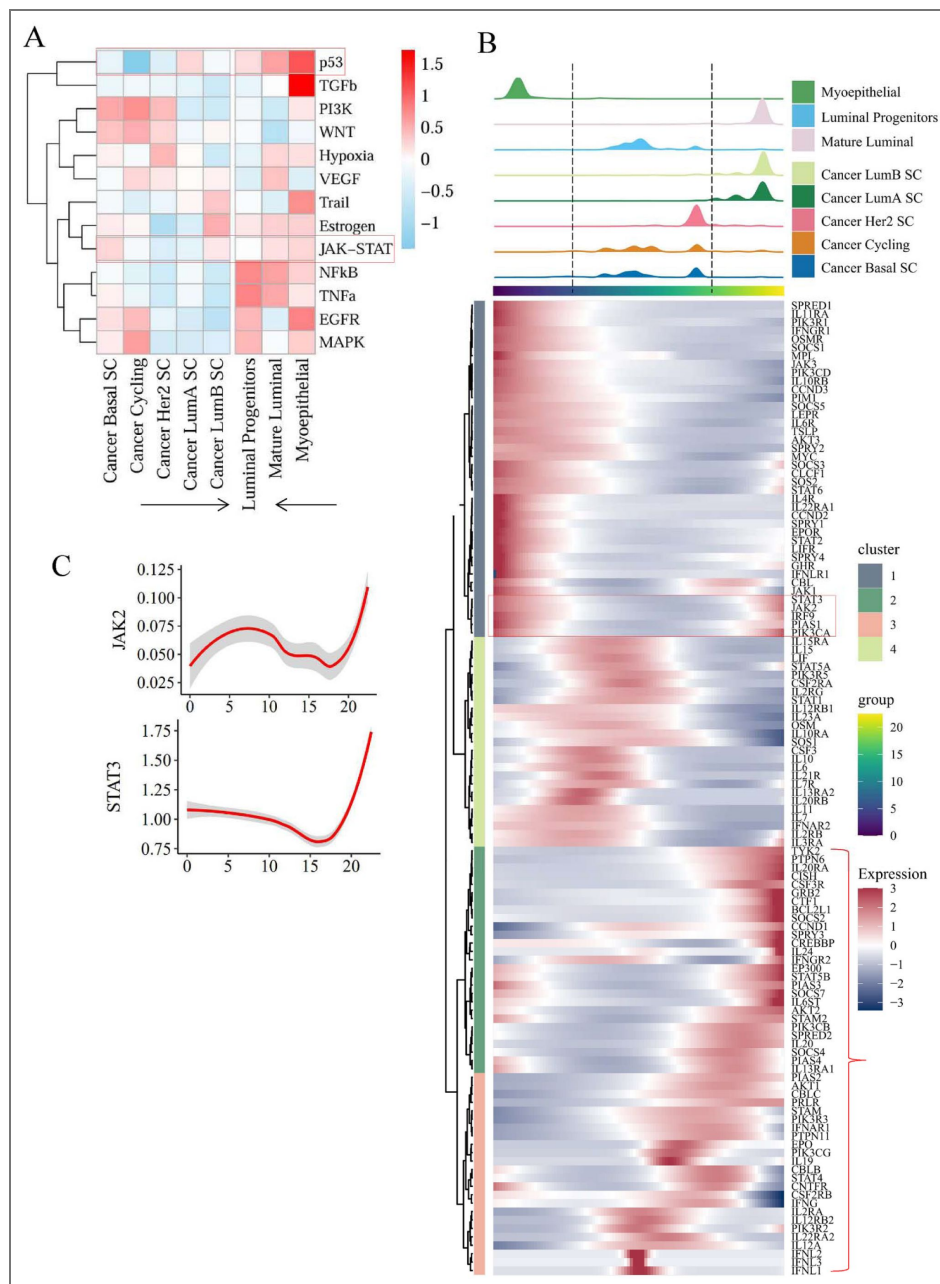 A
p53
TGFb
PI3K
WNT
Hypoxia
VEGF
Trail
Estrogen
JAK-STAT
NFkB
TNFa
EGFR
MAPK
1.5
1
0.5
0
−0.5
−1
Cancer Basal SC
Cancer Cycling
Cancer Her2 SC
Cancer LumA SC
Cancer LumB SC
Luminal Progenitors
Mature Luminal
Myoepithelial
B
Myoepithelial
Luminal Progenitors
Mature Luminal
Cancer LumB SC
Cancer LumA SC
Cancer Her2 SC
Cancer Cycling
Cancer Basal SC
SPRED1
IL11RA
PIK3R1
IFNGR1
OSMR
SOCS1
MPL
JAK3
PIK3CD
IL10RB
CCND3
PIM1
SOCS5
LEPR
IL6R
TSLP
AKT3
SPRY2
MYC
SOCS3
CLCF1
SOS2
STAT6
IL4R
IL22RA1
CCND2
SPRY1
EPOR
STAT2
LIFR
SPRY4
GHR
IFNLR1
CBL
JAK1
STAT3
JAK2
IRF9
PIAS1
PIK3CA
IL15RA
IL15
LIF
STAT5A
PIK3R5
CSF2RA
IL2RG
STAT1
IL12RB1
IL23A
OSM
IL10RA
SOS1
CSF3
IL10
IL6
IL21R
IL7R
IL13RA2
IL20RB
IL11
IL7
IFNAR2
IL2RB
IL3RA
TYK2
PTPN6
IL20RA
CISH
CSF3R
GRB2
CTF1
BCL2L1
SOCS2
CCND1
SPRY3
CREBBP
IL24
IFNGR2
EP300
STAT5B
PIAS3
SOCS7
IL6ST
AKT2
STAM2
PIK3CB
SPRED2
IL20
SOCS4
PIAS4
IL13RA1
PIAS2
AKT1
CBLC
PRLR
STAM
PIK3R3
IFNAR1
PTPN11
EPO
PIK3CG
IL19
CBLB
STAT4
CNTFR
CSF2RB
IFNG
IL2RA
IL12RB2
PIK3R2
IL22RA2
IL12A
IFNL2
IFNL3
IFNL1
cluster
1
2
3
4
group
20
15
10
5
0
Expression
3
2
1
0
−1
−2
−3
C
JAK2
0.125
0.100
0.075
0.050
0.025
0 5 10 15 20
STAT3
1.75
1.50
1.25
1.00
0.75
0 5 10 15 20